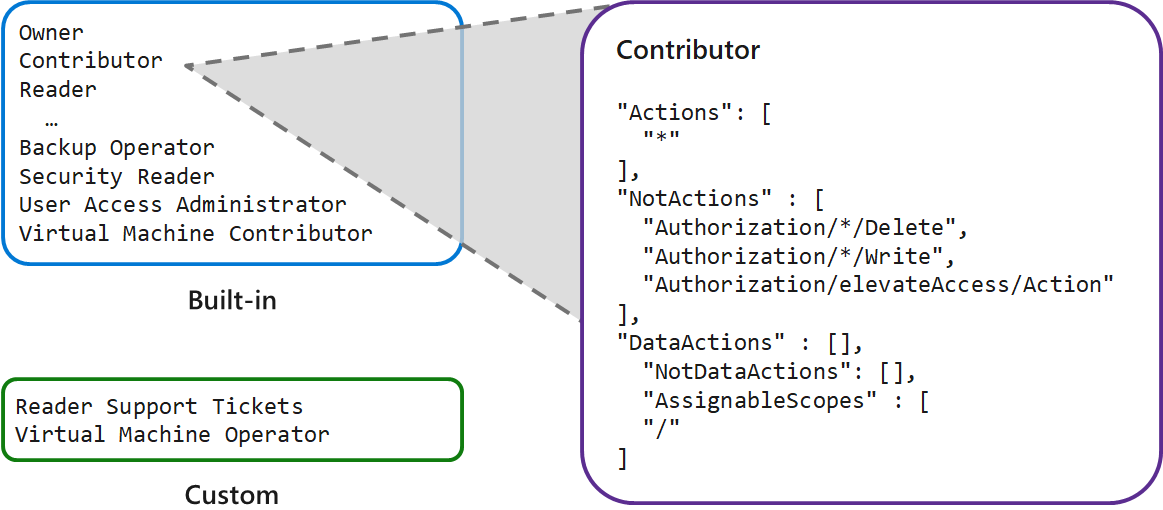 Owner
Contributor
Reader
…
Backup Operator
Security Reader
User Access Administrator
Virtual Machine Contributor
Built-in
Reader Support Tickets
Virtual Machine Operator
Custom
Contributor
"Actions": [
"*"
],
"NotActions" : [
"Authorization/*/Delete",
"Authorization/*/Write",
"Authorization/elevateAccess/Action"
],
"DataActions" : [],
"NotDataActions": [],
"AssignableScopes" : [
"/"
]